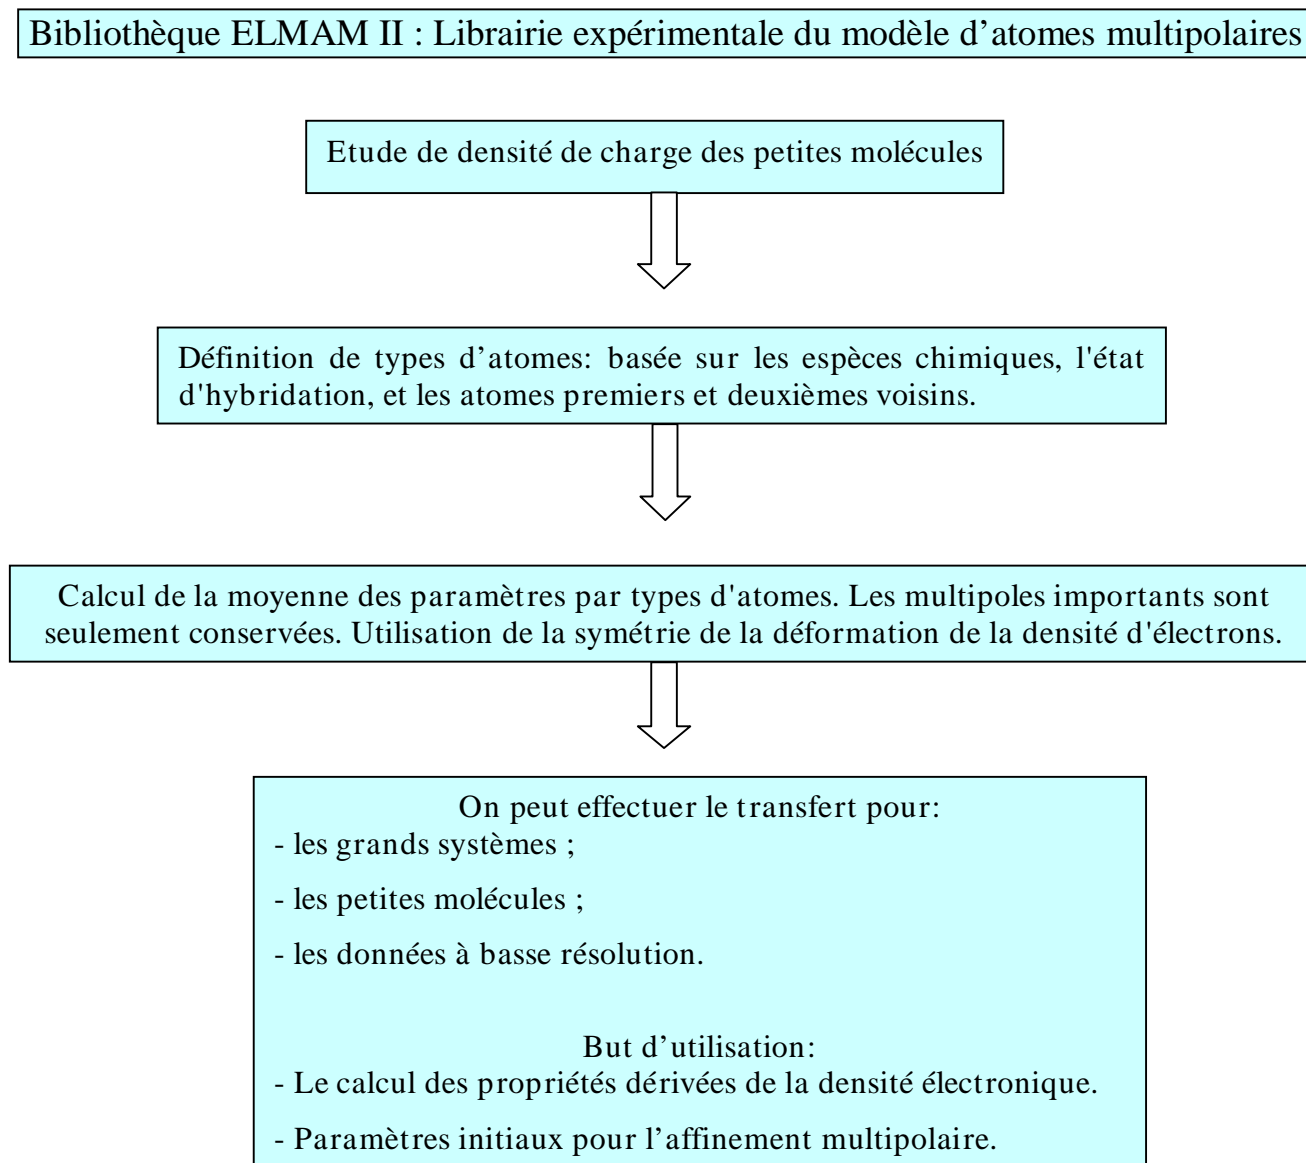 Bibliothèque ELMAM II : Librairie expérimentale du modèle d’atomes multipolaires
Etude de densité de charge des petites molécules
Définition de types d’atomes: basée sur les espèces chimiques, l'état
d'hybridation, et les atomes premiers et deuxièmes voisins.
Calcul de la moyenne des paramètres par types d'atomes. Les multipoles importants sont
seulement conservées. Utilisation de la symétrie de la déformation de la densité d'électrons.
On peut effectuer le transfert pour:
- les grands systèmes ;
- les petites molécules ;
- les données à basse résolution.
But d’utilisation:
- Le calcul des propriétés dérivées de la densité électronique.
- Paramètres initiaux pour l’affinement multipolaire.